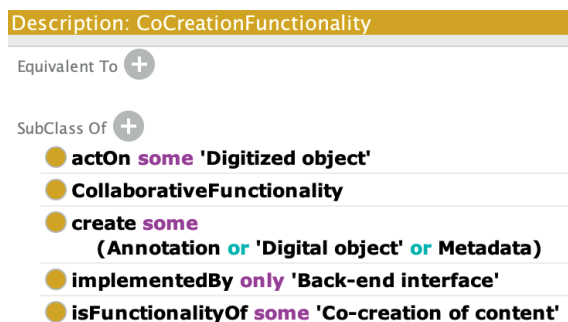 Description: CoCreationFunctionality
Equivalent To
SubClass Of
actOn some 'Digitized object'
CollaborativeFunctionality
create some
(Annotation or 'Digital object' or Metadata)
implementedBy only 'Back-end interface'
isFunctionalityOf some 'Co-creation of content'